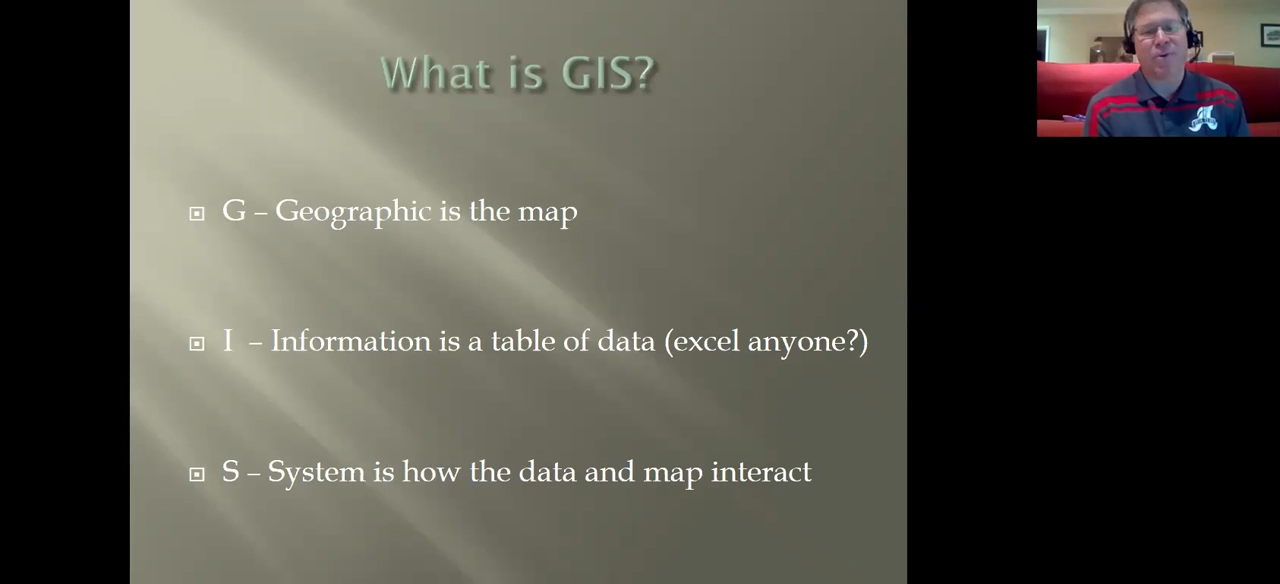 What is GIS?
G – Geographic is the map
I – Information is a table of data (excel anyone?)
S – System is how the data and map interact